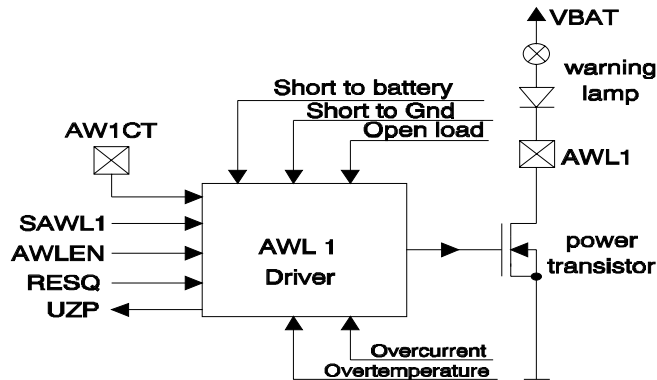 VBAT
warning
lamp
Short to battery
Short to Gnd
Open load
AW1CT
AWL1
SAWL1
AWLEN
RESQ
UZP
AWL 1
Driver
power
transistor
Overcurrent
Overtemperature